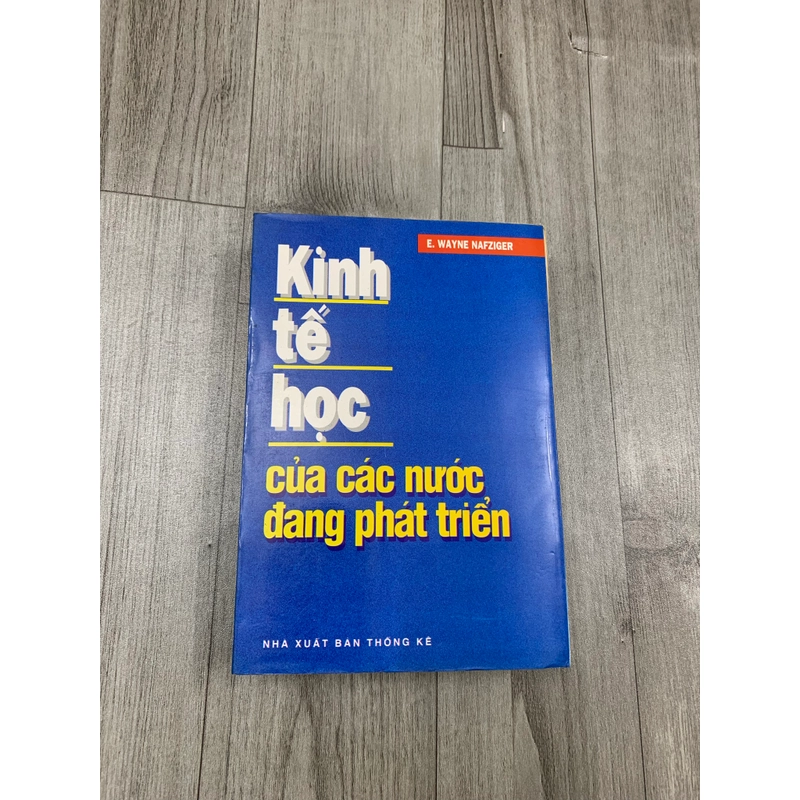 E. WAYNE NAFZIGER
Kinh
tế
học
của các nước
đang phát triển
NHÀ XUẤT BẢN THỐNG KÊ